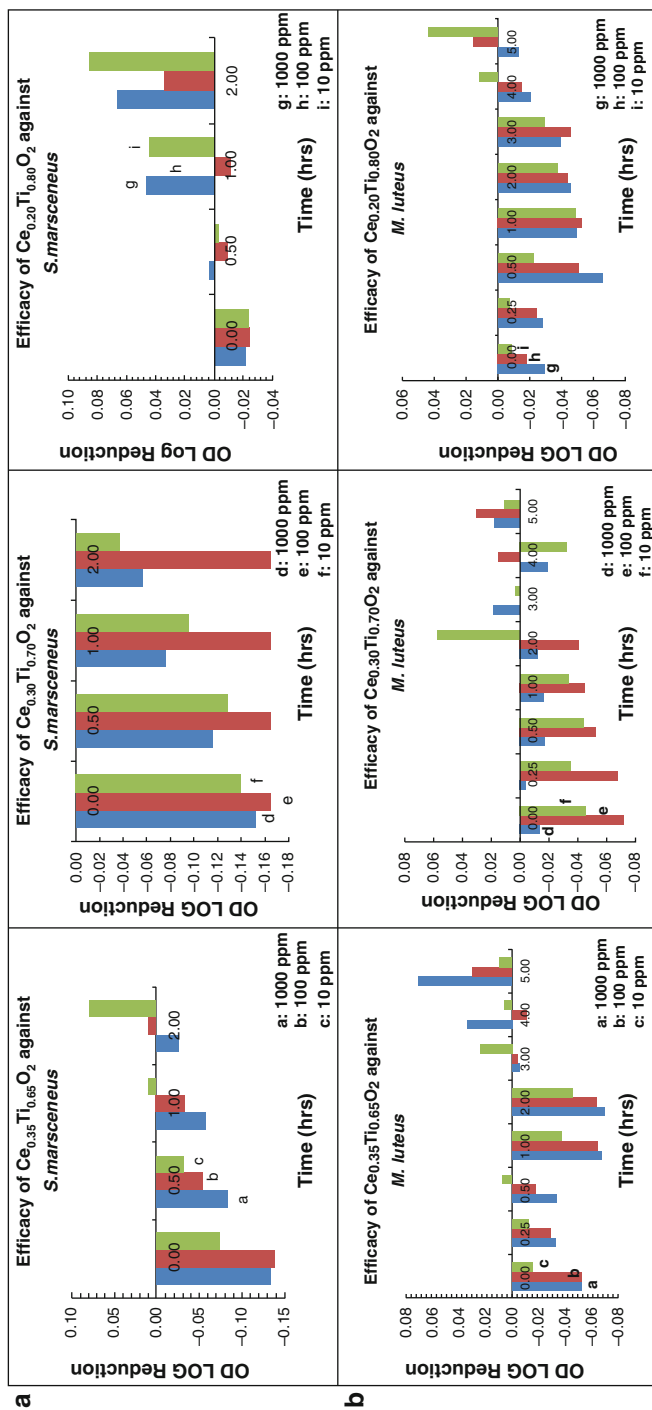 a
Efficacy of Ce0.35Ti0.65O2 against
S.marsceneus
OD LOG Reduction
0.10
0.05
0.00
−0.05
−0.10
−0.15
0.00
0.50
1.00
2.00
a
b
c
Time (hrs)
a: 1000 ppm
b: 100 ppm
c: 10 ppm
Efficacy of Ce0.30Ti0.70O2 against
S.marsceneus
OD LOG Reduction
0.00
−0.02
−0.04
−0.06
−0.08
−0.10
−0.12
−0.14
−0.16
−0.18
0.00
0.50
1.00
2.00
d
e
f
Time (hrs)
d: 1000 ppm
e: 100 ppm
f: 10 ppm
Efficacy of Ce0.20Ti0.80O2 against
S.marsceneus
OD Log Reduction
0.10
0.08
0.06
0.04
0.02
0.00
−0.02
−0.04
0.00
0.50
1.00
2.00
g
h
i
Time (hrs)
g: 1000 ppm
h: 100 ppm
i: 10 ppm
b
Efficacy of Ce0.35Ti0.65O2 against
M. luteus
OD LOG Reduction
0.08
0.06
0.04
0.02
0.00
−0.02
−0.04
−0.06
−0.08
0.00
0.25
0.50
1.00
2.00
3.00
4.00
5.00
a
b
c
Time (hrs)
a: 1000 ppm
b: 100 ppm
c: 10 ppm
Efficacy of Ce0.30Ti0.70O2 against
M. luteus
OD LOG Reduction
0.08
0.06
0.04
0.02
0.00
−0.02
−0.04
−0.06
−0.08
0.00
0.25
0.50
1.00
2.00
3.00
4.00
5.00
d
e
f
Time (hrs)
d: 1000 ppm
e: 100 ppm
f: 10 ppm
Efficacy of Ce0.20Ti0.80O2 against
M. luteus
OD LOG Reduction
0.06
0.04
0.02
0.00
−0.02
−0.04
−0.06
−0.08
0.00
0.25
0.50
1.00
2.00
3.00
4.00
5.00
g
h
i
Time (hrs)
g: 1000 ppm
h: 100 ppm
i: 10 ppm